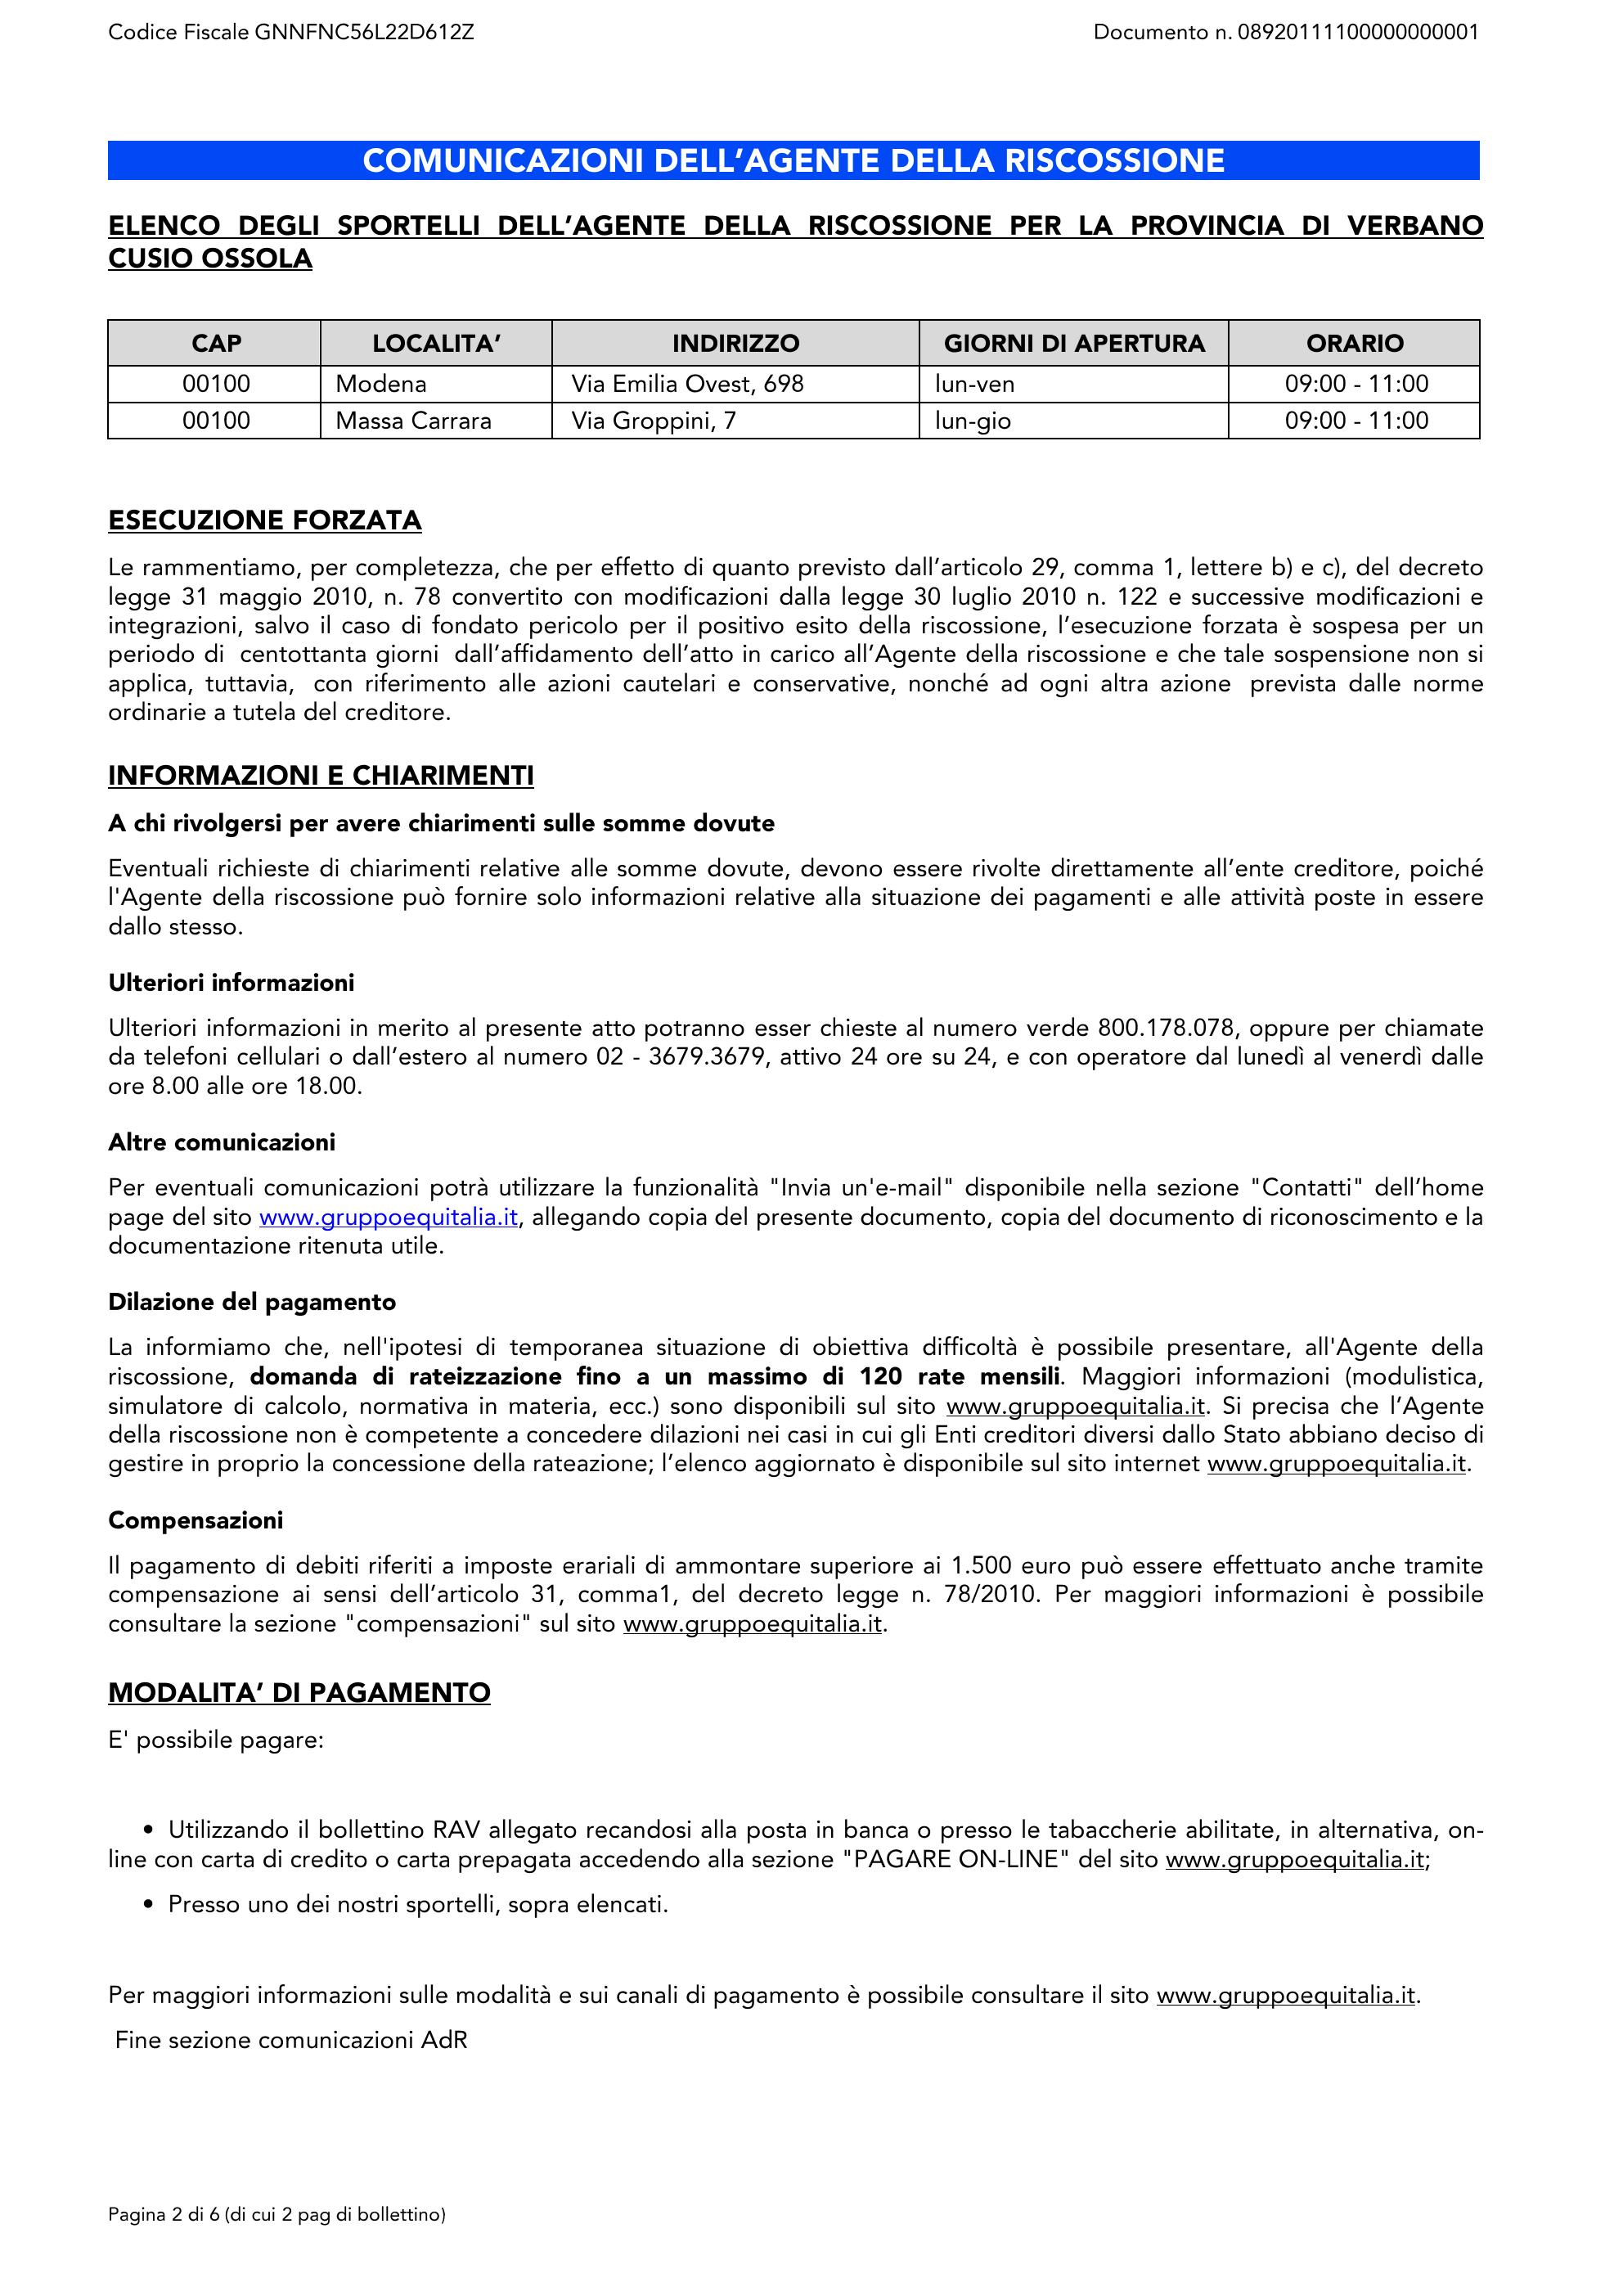 Codice Fiscale GNNFNC56L22D612Z Documento n. 08920111100000000001
COMUNICAZIONI DELL’AGENTE DELLA RISCOSSIONE
ELENCO DEGLI SPORTELLI DELL’AGENTE DELLA RISCOSSIONE PER LA PROVINCIA DI VERBANO
CUSIO OSSOLA
CAP LOCALITA’ INDIRIZZO GIORNI DI APERTURA ORARIO
00100 Modena Via Emilia Ovest, 698 lun-ven 09:00 - 11:00
00100 Massa Carrara Via Groppini, 7 lun-gio 09:00 - 11:00
ESECUZIONE FORZATA
Le rammentiamo, per completezza, che per effetto di quanto previsto dall’articolo 29, comma 1, lettere b) e c), del decreto
legge 31 maggio 2010, n. 78 convertito con modificazioni dalla legge 30 luglio 2010 n. 122 e successive modificazioni e
integrazioni, salvo il caso di fondato pericolo per il positivo esito della riscossione, l’esecuzione forzata è sospesa per un
periodo di centottanta giorni dall’affidamento dell’atto in carico all’Agente della riscossione e che tale sospensione non si
applica, tuttavia, con riferimento alle azioni cautelari e conservative, nonché ad ogni altra azione prevista dalle norme
ordinarie a tutela del creditore.
INFORMAZIONI E CHIARIMENTI
A chi rivolgersi per avere chiarimenti sulle somme dovute
Eventuali richieste di chiarimenti relative alle somme dovute, devono essere rivolte direttamente all’ente creditore, poiché
l'Agente della riscossione può fornire solo informazioni relative alla situazione dei pagamenti e alle attività poste in essere
dallo stesso.
Ulteriori informazioni
Ulteriori informazioni in merito al presente atto potranno esser chieste al numero verde 800.178.078, oppure per chiamate
da telefoni cellulari o dall’estero al numero 02 - 3679.3679, attivo 24 ore su 24, e con operatore dal lunedì al venerdì dalle
ore 8.00 alle ore 18.00.
Altre comunicazioni
Per eventuali comunicazioni potrà utilizzare la funzionalità "Invia un'e-mail" disponibile nella sezione "Contatti" dell’home
page del sito www.gruppoequitalia.it, allegando copia del presente documento, copia del documento di riconoscimento e la
documentazione ritenuta utile.
Dilazione del pagamento
La informiamo che, nell'ipotesi di temporanea situazione di obiettiva difficoltà è possibile presentare, all'Agente della
riscossione, domanda di rateizzazione fino a un massimo di 120 rate mensili. Maggiori informazioni (modulistica,
simulatore di calcolo, normativa in materia, ecc.) sono disponibili sul sito www.gruppoequitalia.it. Si precisa che l’Agente
della riscossione non è competente a concedere dilazioni nei casi in cui gli Enti creditori diversi dallo Stato abbiano deciso di
gestire in proprio la concessione della rateazione; l’elenco aggiornato è disponibile sul sito internet www.gruppoequitalia.it.
Compensazioni
Il pagamento di debiti riferiti a imposte erariali di ammontare superiore ai 1.500 euro può essere effettuato anche tramite
compensazione ai sensi dell’articolo 31, comma1, del decreto legge n. 78/2010. Per maggiori informazioni è possibile
consultare la sezione "compensazioni" sul sito www.gruppoequitalia.it.
MODALITA’ DI PAGAMENTO
E' possibile pagare:
• Utilizzando il bollettino RAV allegato recandosi alla posta in banca o presso le tabaccherie abilitate, in alternativa, on-
line con carta di credito o carta prepagata accedendo alla sezione "PAGARE ON-LINE" del sito www.gruppoequitalia.it;
• Presso uno dei nostri sportelli, sopra elencati.
Per maggiori informazioni sulle modalità e sui canali di pagamento è possibile consultare il sito www.gruppoequitalia.it.
Fine sezione comunicazioni AdR
Pagina 2 di 6 (di cui 2 pag di bollettino)